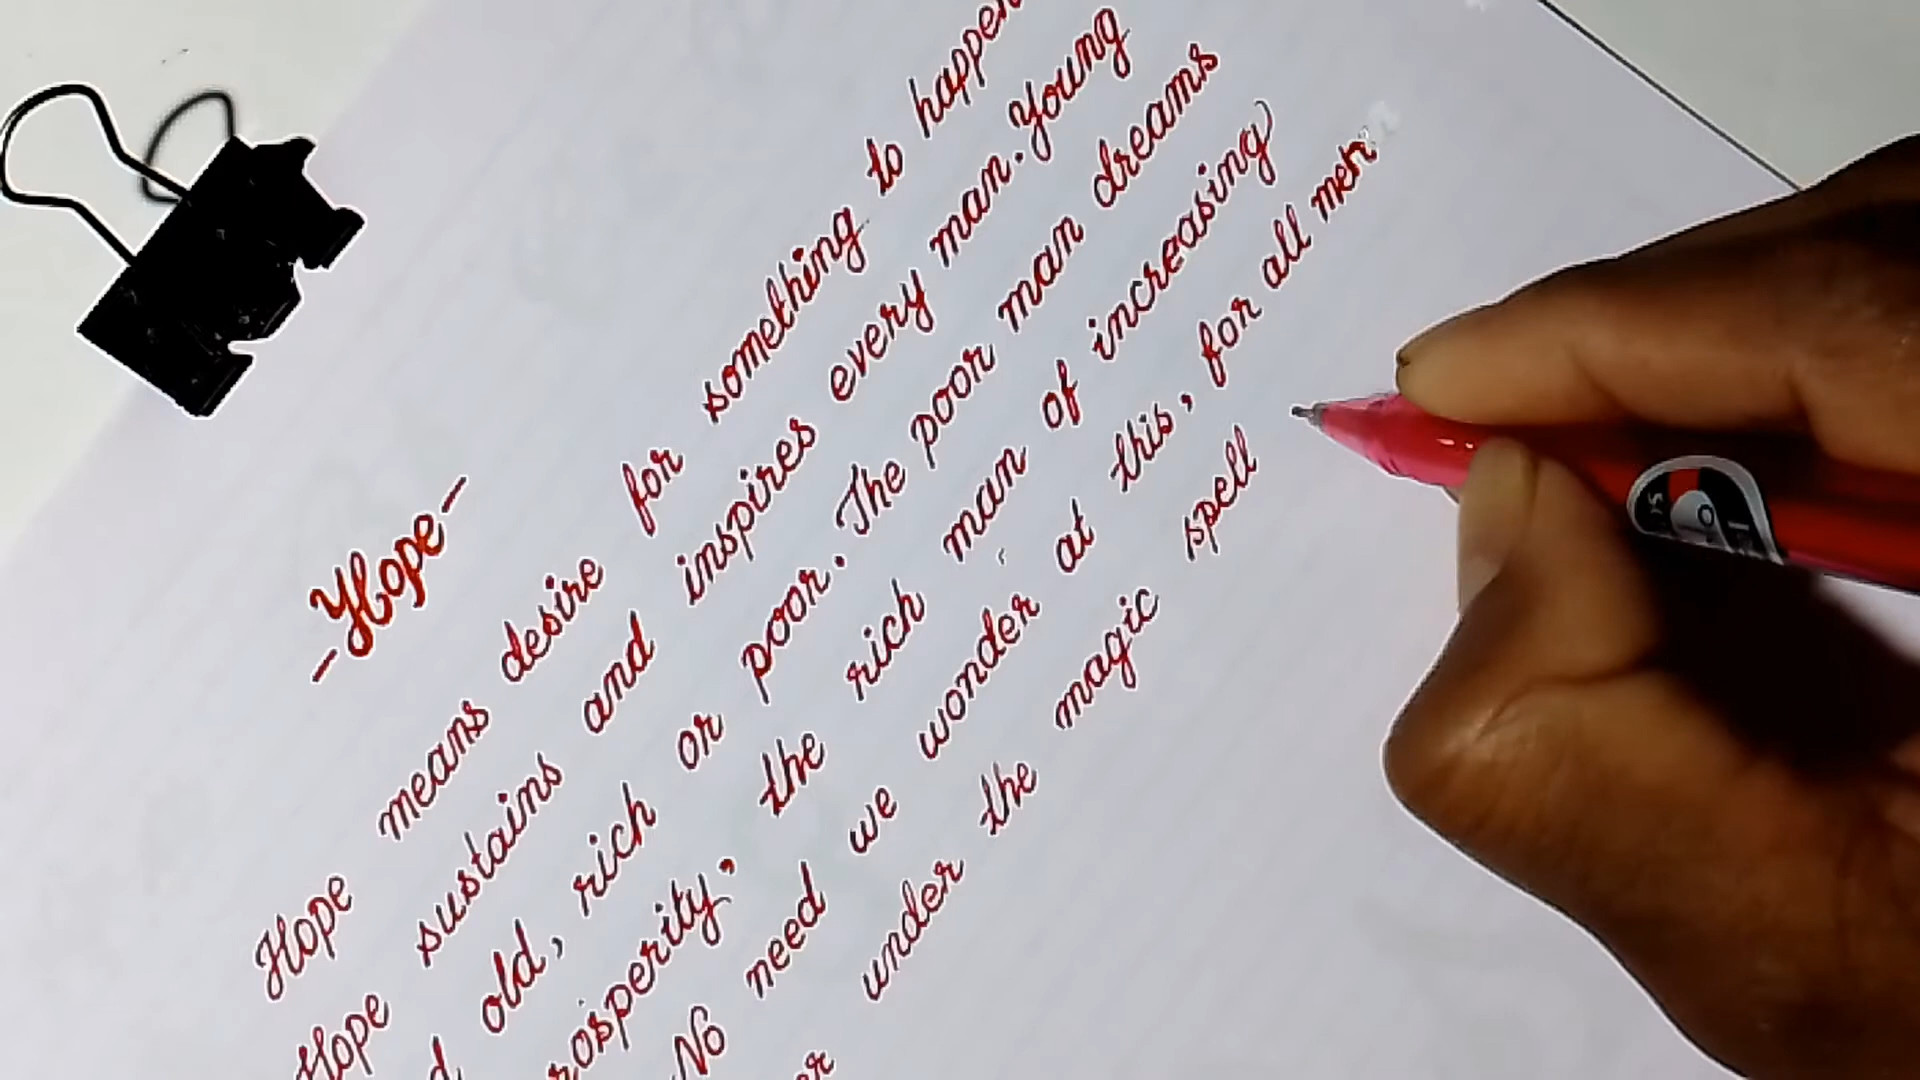 -Hope-
Hope means desire for something to happen
Hope sustains and inspires every man. Young
old, rich or poor. The poor man dreams
rosperity, the rich man of increasing
No need we wonder at this, for all men
under the magic spell